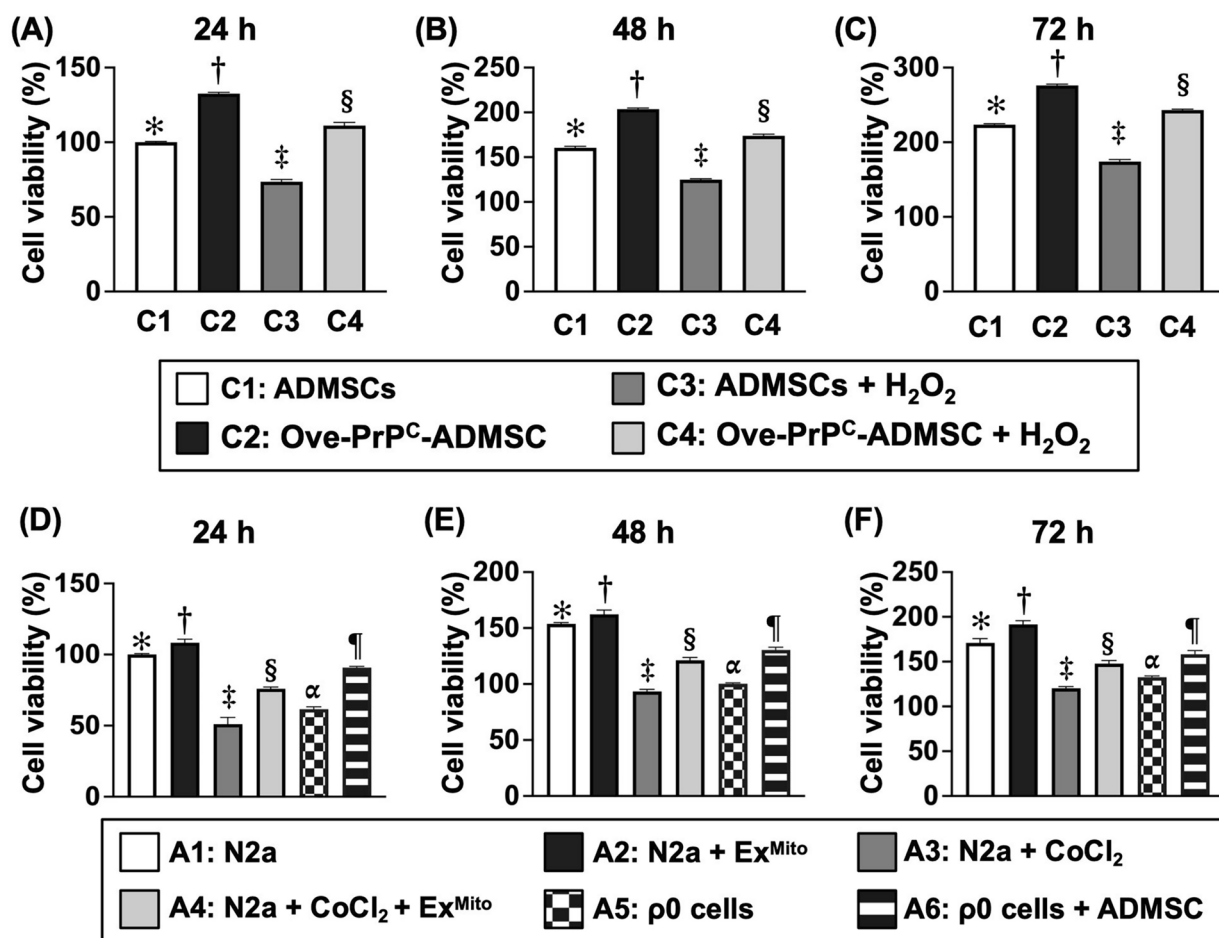 (A) 24 h
Cell viability (%)
150
100
50
0
* † ‡ §
C1 C2 C3 C4
(B) 48 h
Cell viability (%)
250
200
150
100
50
0
* † ‡ §
C1 C2 C3 C4
(C) 72 h
Cell viability (%)
300
200
100
0
* † ‡ §
C1 C2 C3 C4
C1: ADMSCs
C3: ADMSCs + H₂O₂
C2: Ove-PrPᶜ-ADMSC
C4: Ove-PrPᶜ-ADMSC + H₂O₂
(D) 24 h
Cell viability (%)
150
100
50
0
* † ‡ § α ¶
(E) 48 h
Cell viability (%)
200
150
100
50
0
* † ‡ § α ¶
(F) 72 h
Cell viability (%)
250
200
150
100
50
0
* † ‡ § α ¶
A1: N2a
A2: N2a + Exᴹⁱᵗᵒ
A3: N2a + CoCl₂
A4: N2a + CoCl₂ + Exᴹⁱᵗᵒ
A5: ρ0 cells
A6: ρ0 cells + ADMSC